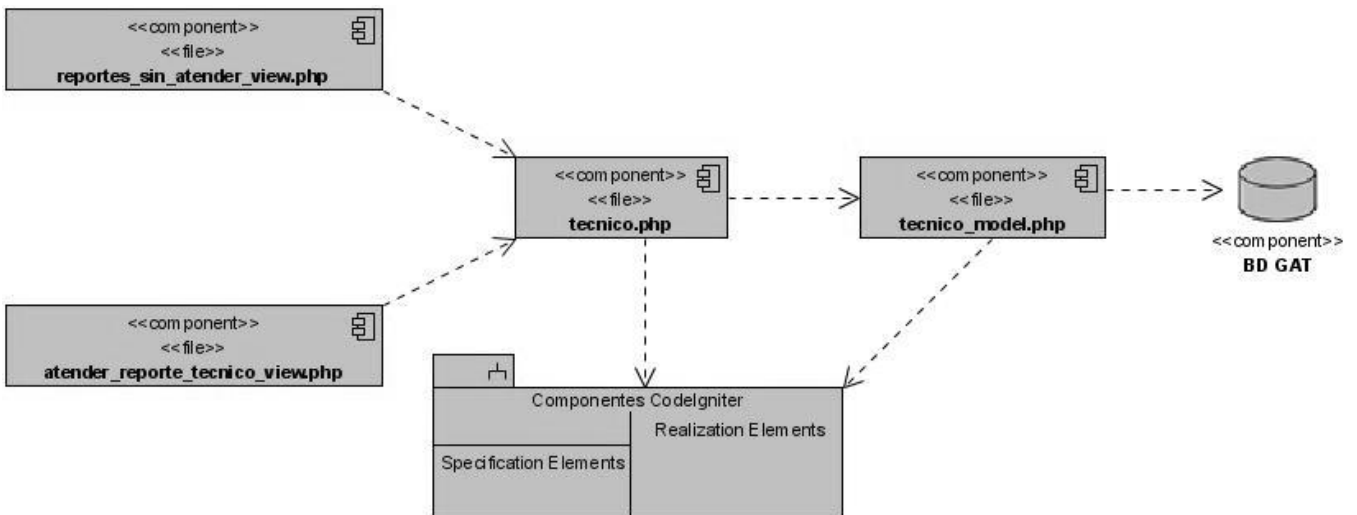 <<component>>
<<file>>
reportes_sin_atender_view.php
<<component>>
<<file>>
tecnico.php
<<component>>
<<file>>
tecnico_model.php
<<component>>
BD GAT
<<component>>
<<file>>
atender_reporte_tecnico_view.php
Componentes CodeIgniter
Realization Elements
Specification Elements